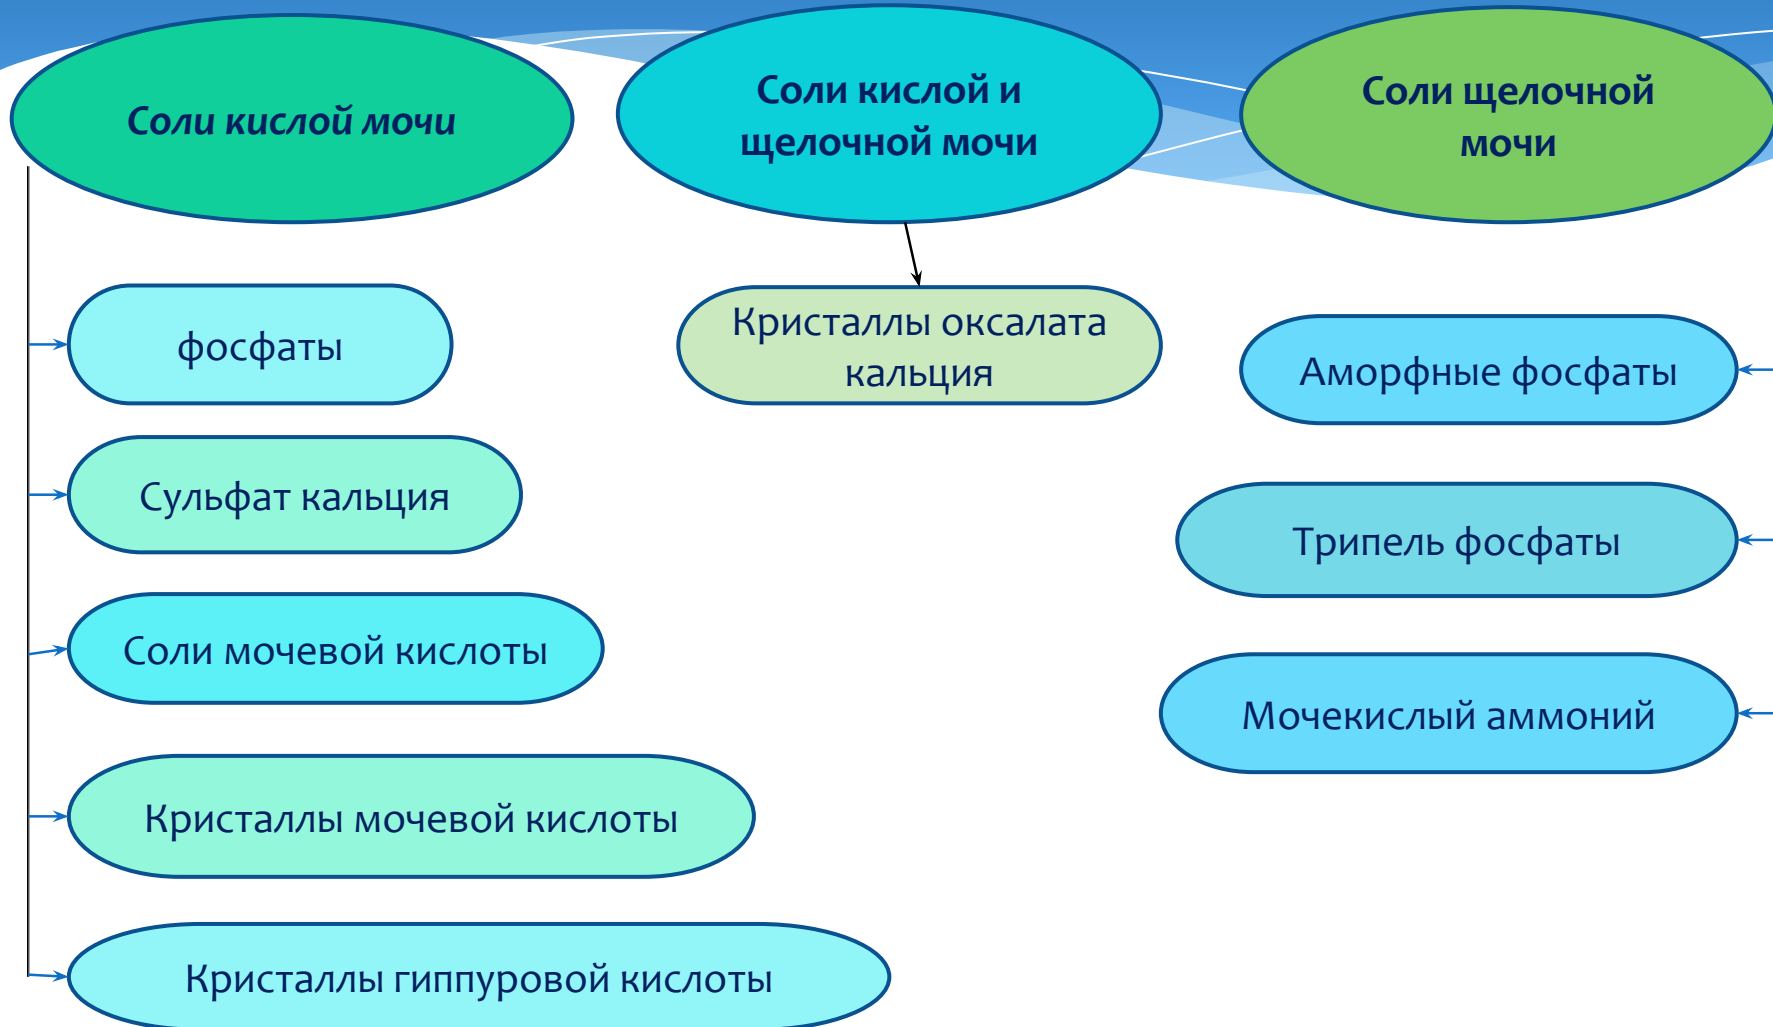 Соли кислой мочи
Соли кислой и
щелочной мочи
Соли щелочной
мочи
фосфаты
Сульфат кальция
Соли мочевой кислоты
Кристаллы мочевой кислоты
Кристаллы гиппуровой кислоты
Кристаллы оксалата
кальция
Аморфные фосфаты
Трипель фосфаты
Мочекислый аммоний